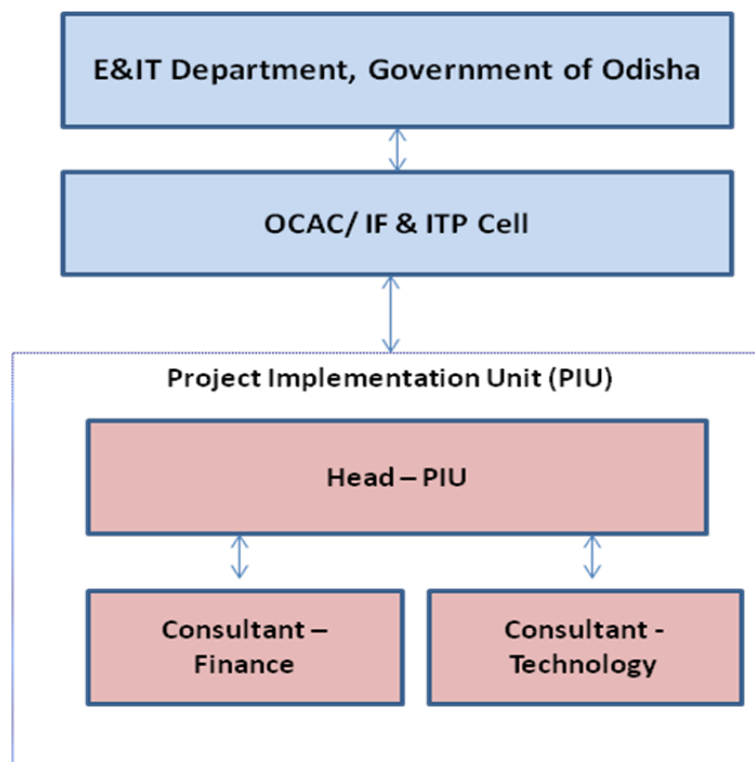 E&IT Department, Government of Odisha
OCAC/ IF & ITP Cell
Project Implementation Unit (PIU)
Head – PIU
Consultant –
Finance
Consultant -
Technology